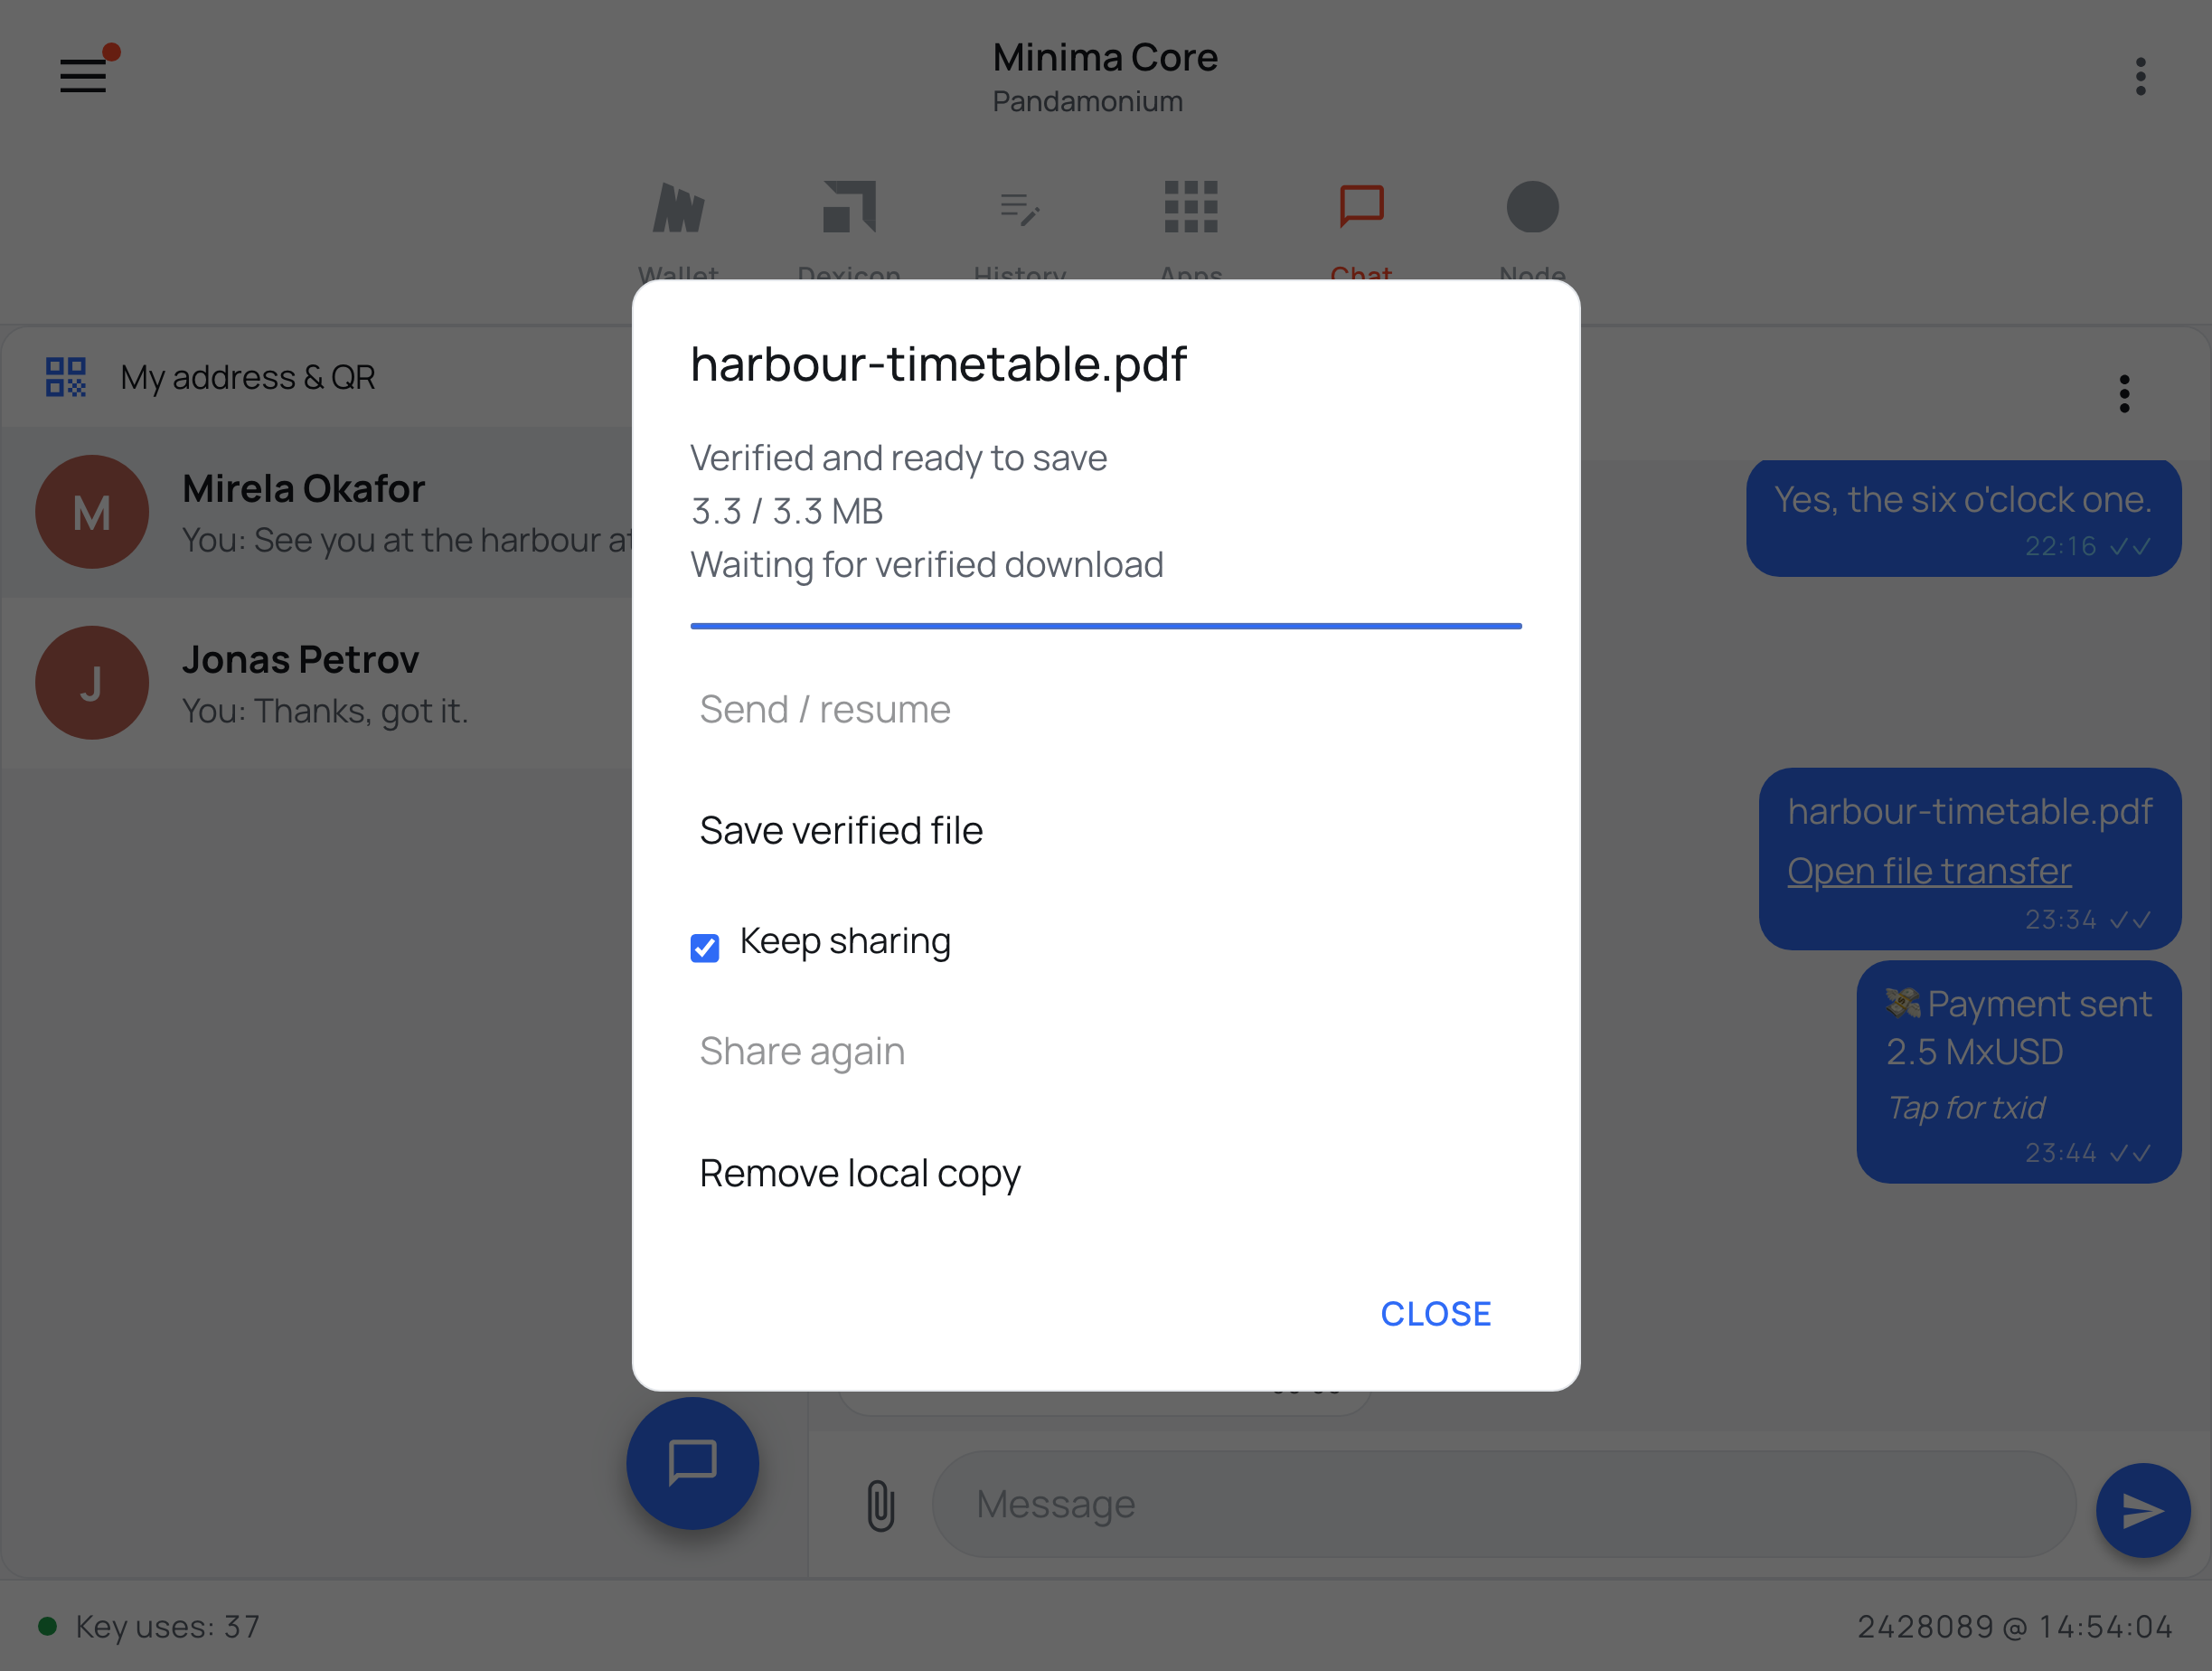 Minima Core
Pandamonium
Wallet
Dexicon
History
Apps
Chat
Node
My address & QR
M
Mirela Okafor
You: See you at the harbour at
J
Jonas Petrov
You: Thanks, got it.
harbour-timetable.pdf
Verified and ready to save
3.3 / 3.3 MB
Waiting for verified download
Send / resume
Save verified file
Keep sharing
Share again
Remove local copy
CLOSE
Yes, the six o'clock one.
22:16
harbour-timetable.pdf
Open file transfer
23:34
Payment sent
2.5 MxUSD
Tap for txid
23:44
Message
Key uses: 37
2428089 @ 14:54:04